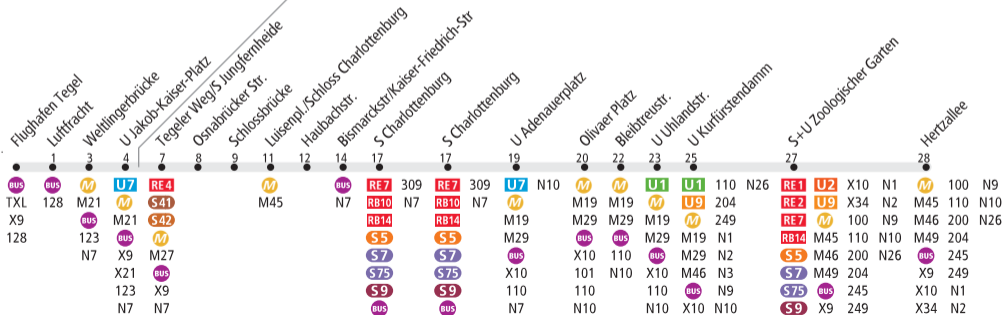 Flughafen Tegel
Luftfracht
Weltlingerbrücke
U Jakob-Kaiser-Platz
Tegeler Weg/S Jungfernheide
Osnabrücker Str.
Schlossbrücke
Luisenpl./Schloss Charlottenburg
Haubachstr.
Bismarckstr/Kaiser-Friedrich-Str
S Charlottenburg
S Charlottenburg
U Adenauerplatz
Olivaer Platz
Bleibtreustr.
U Uhlandstr.
U Kurfürstendamm
S+U Zoologischer Garten
Hertzallee
1 3 4 7 8 9 11 12 14 17 17 19 20 22 23 25 27 28
BUS BUS M U7 RE4 M BUS RE7 309 RE7 309 U7 N10 M M U1 U1 110 N26 RE1 U2 X10 N1 M 100 N9
TXL 128 M21 M S41 M45 N7 RB10 N7 RB10 N7 M M19 M19 M U9 204 RE2 U9 X34 N2 M45 110 N10
X9 BUS M21 S42 RB14 RB14 M19 M29 M29 M19 M 249 RE7 M 100 N9 M46 200 N26
128 123 BUS M S5 S5 M29 BUS BUS M29 M19 N1 RB14 M45 110 N10 M49 204
N7 X9 M27 S7 S7 BUS X10 110 BUS M29 N2 S5 M46 200 N26 BUS 245
X21 BUS S75 S75 X10 101 N10 X10 M46 N3 S7 M49 204 X9 249
123 X9 S9 S9 110 110 110 BUS N9 S75 BUS 245 X10 N1
N7 N7 BUS BUS N7 N10 N10 X10 N10 S9 X9 249 X34 N2